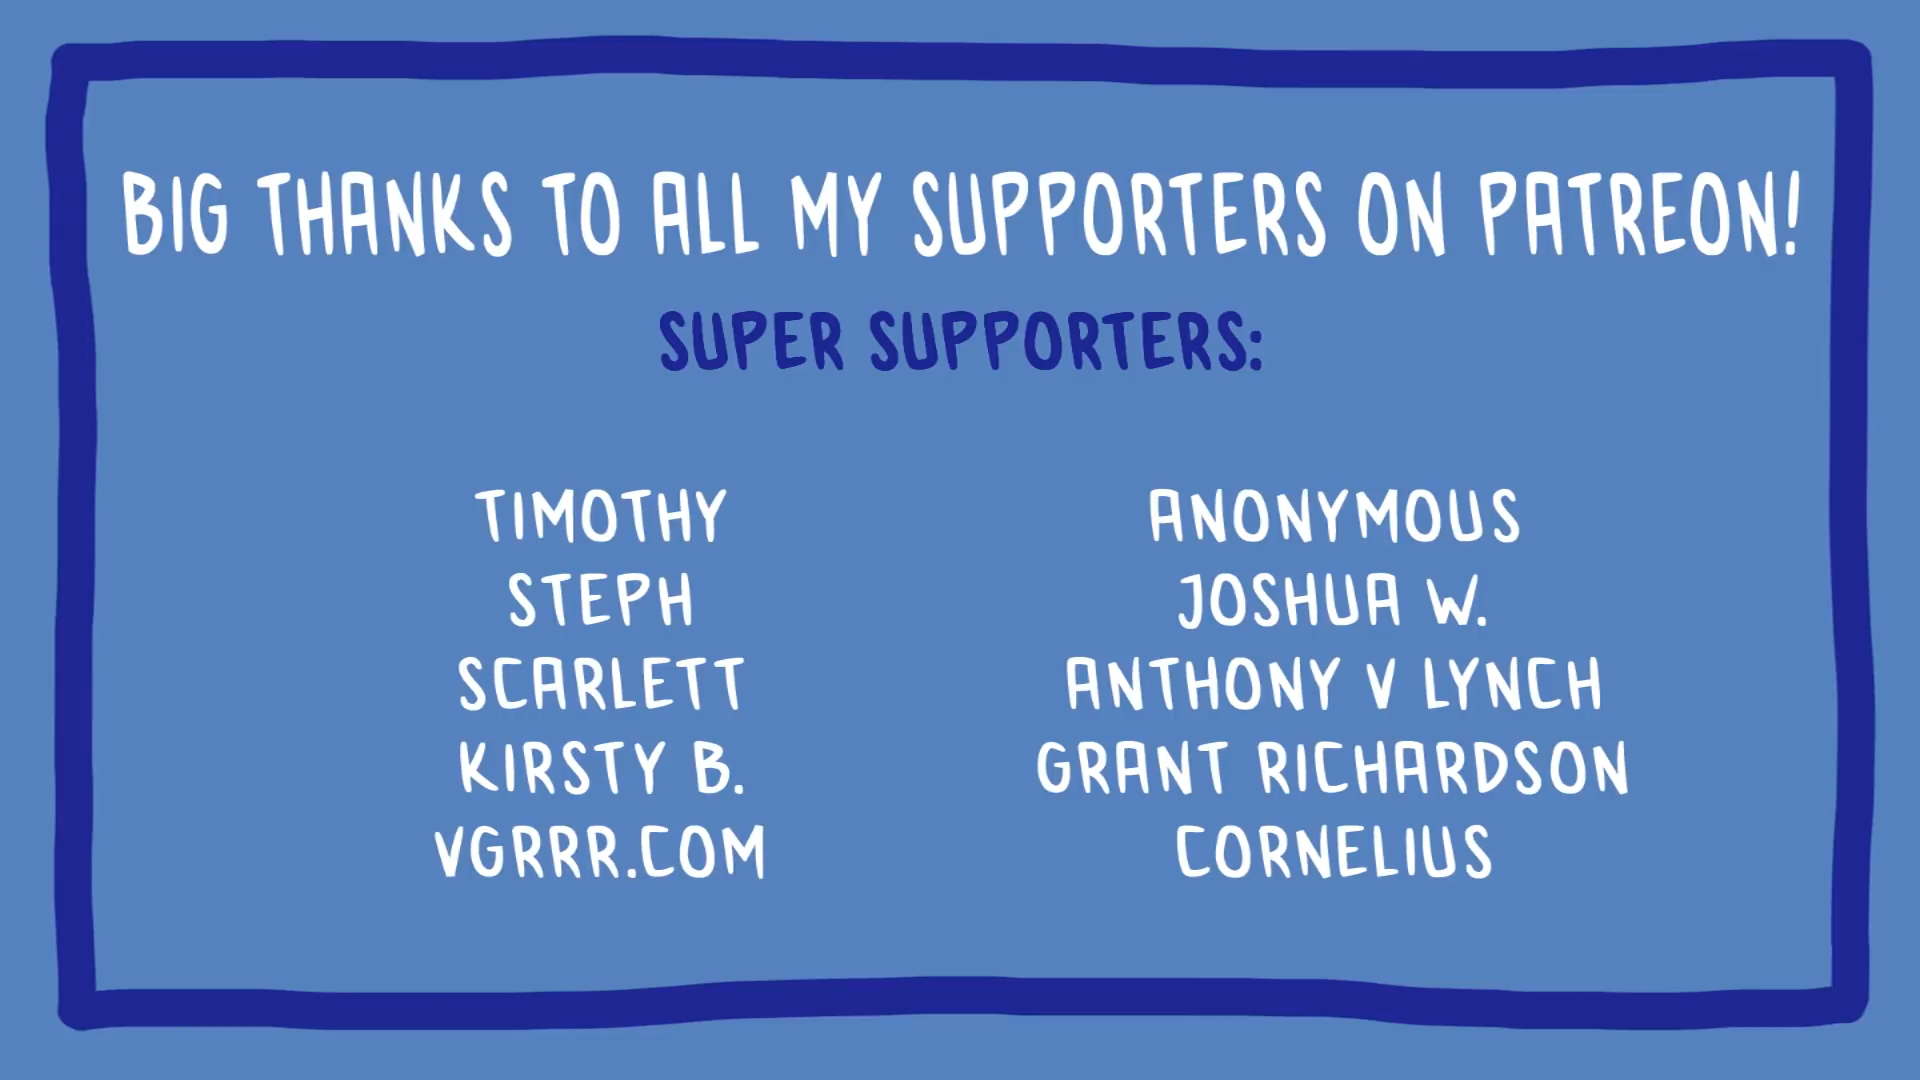 BIG THANKS TO ALL MY SUPPORTERS ON PATREON!
SUPER SUPPORTERS:
TIMOTHY
STEPH
SCARLETT
KIRSTY B.
VGRRR.COM
ANONYMOUS
JOSHUA W.
ANTHONY V LYNCH
GRANT RICHARDSON
CORNELIUS